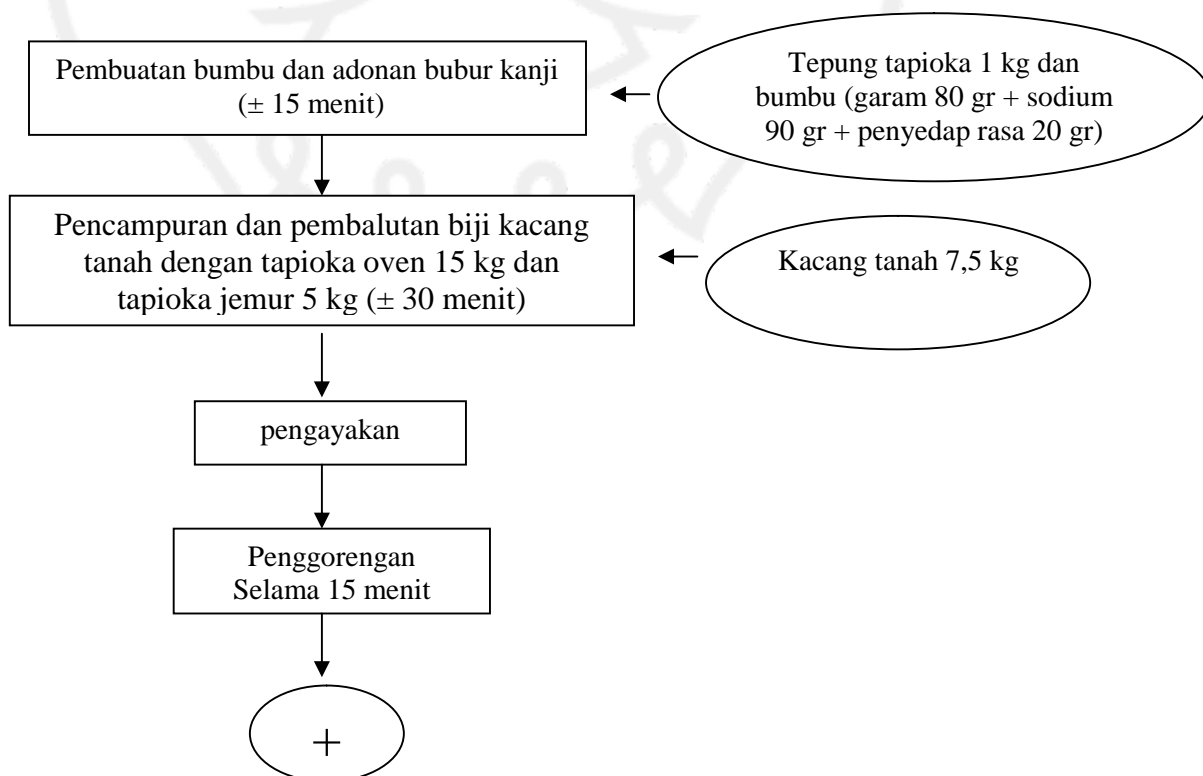 Pembuatan bumbu dan adonan bubur kanji
(± 15 menit)
Tepung tapioka 1 kg dan
bumbu (garam 80 gr + sodium
90 gr + penyedap rasa 20 gr)
Pencampuran dan pembalutan biji kacang
tanah dengan tapioka oven 15 kg dan
tapioka jemur 5 kg (± 30 menit)
Kacang tanah 7,5 kg
pengayakan
Penggorengan
Selama 15 menit
+